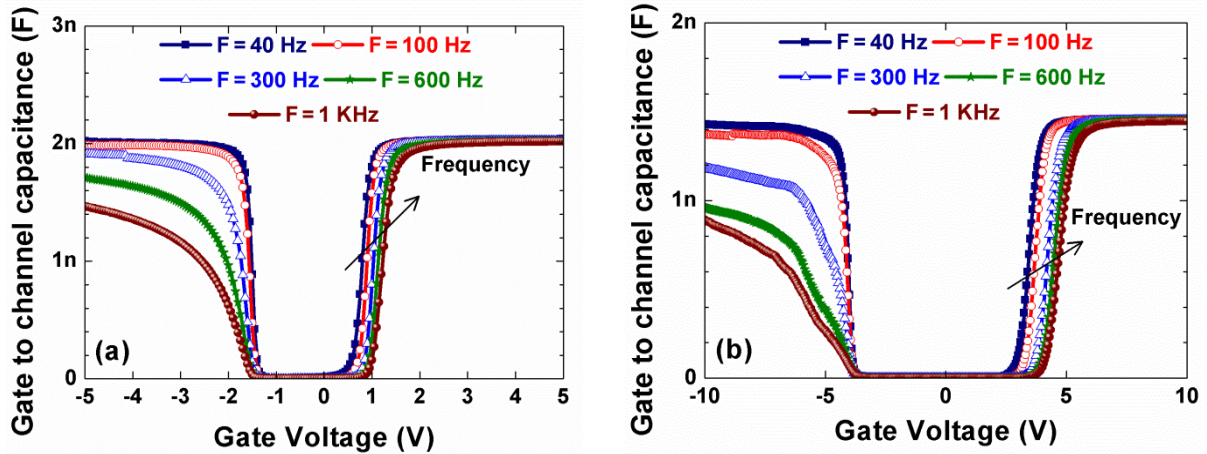 Gate to channel capacitance (F)
3n
2n
1n
0
F = 40 Hz
F = 100 Hz
F = 300 Hz
F = 600 Hz
F = 1 KHz
Frequency
(a)
-5 -4 -3 -2 -1 0 1 2 3 4 5
Gate Voltage (V)
Gate to channel capacitance (F)
2n
1n
0
F = 40 Hz
F = 100 Hz
F = 300 Hz
F = 600 Hz
F = 1 KHz
Frequency
(b)
-10 -5 0 5 10
Gate Voltage (V)